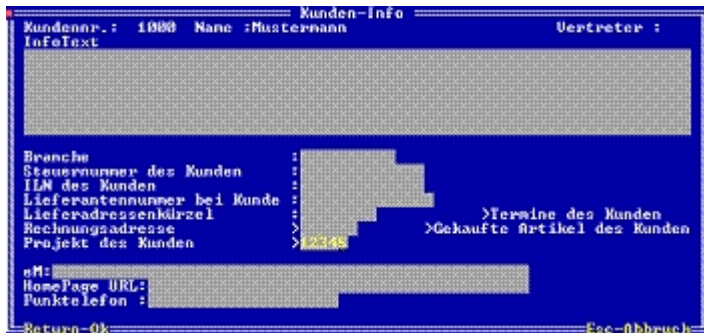 Kunden-Info
Kundennr.: 1000 Name :Mustermann Vertreter :
InfoText
Branche :
Steuernummer des Kunden :
ILN des Kunden :
Lieferantennummer bei Kunde :
Lieferadressenkürzel : >Termine des Kunden
Rechnungsadresse > >Gekaufte Artikel des Kunden
Projekt des Kunden >12345
eM:
HomePage URL:
Funktelefon :
Return-Ok Esc-Abbruch